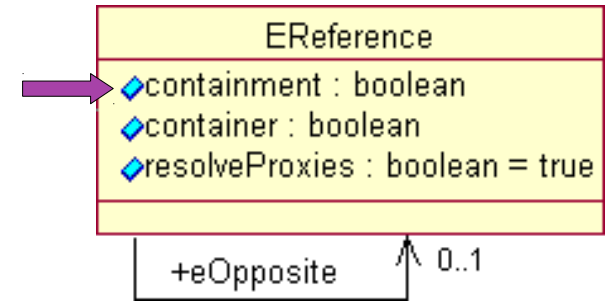 EReference
containment : boolean
container : boolean
resolveProxies : boolean = true
+eOpposite
0..1